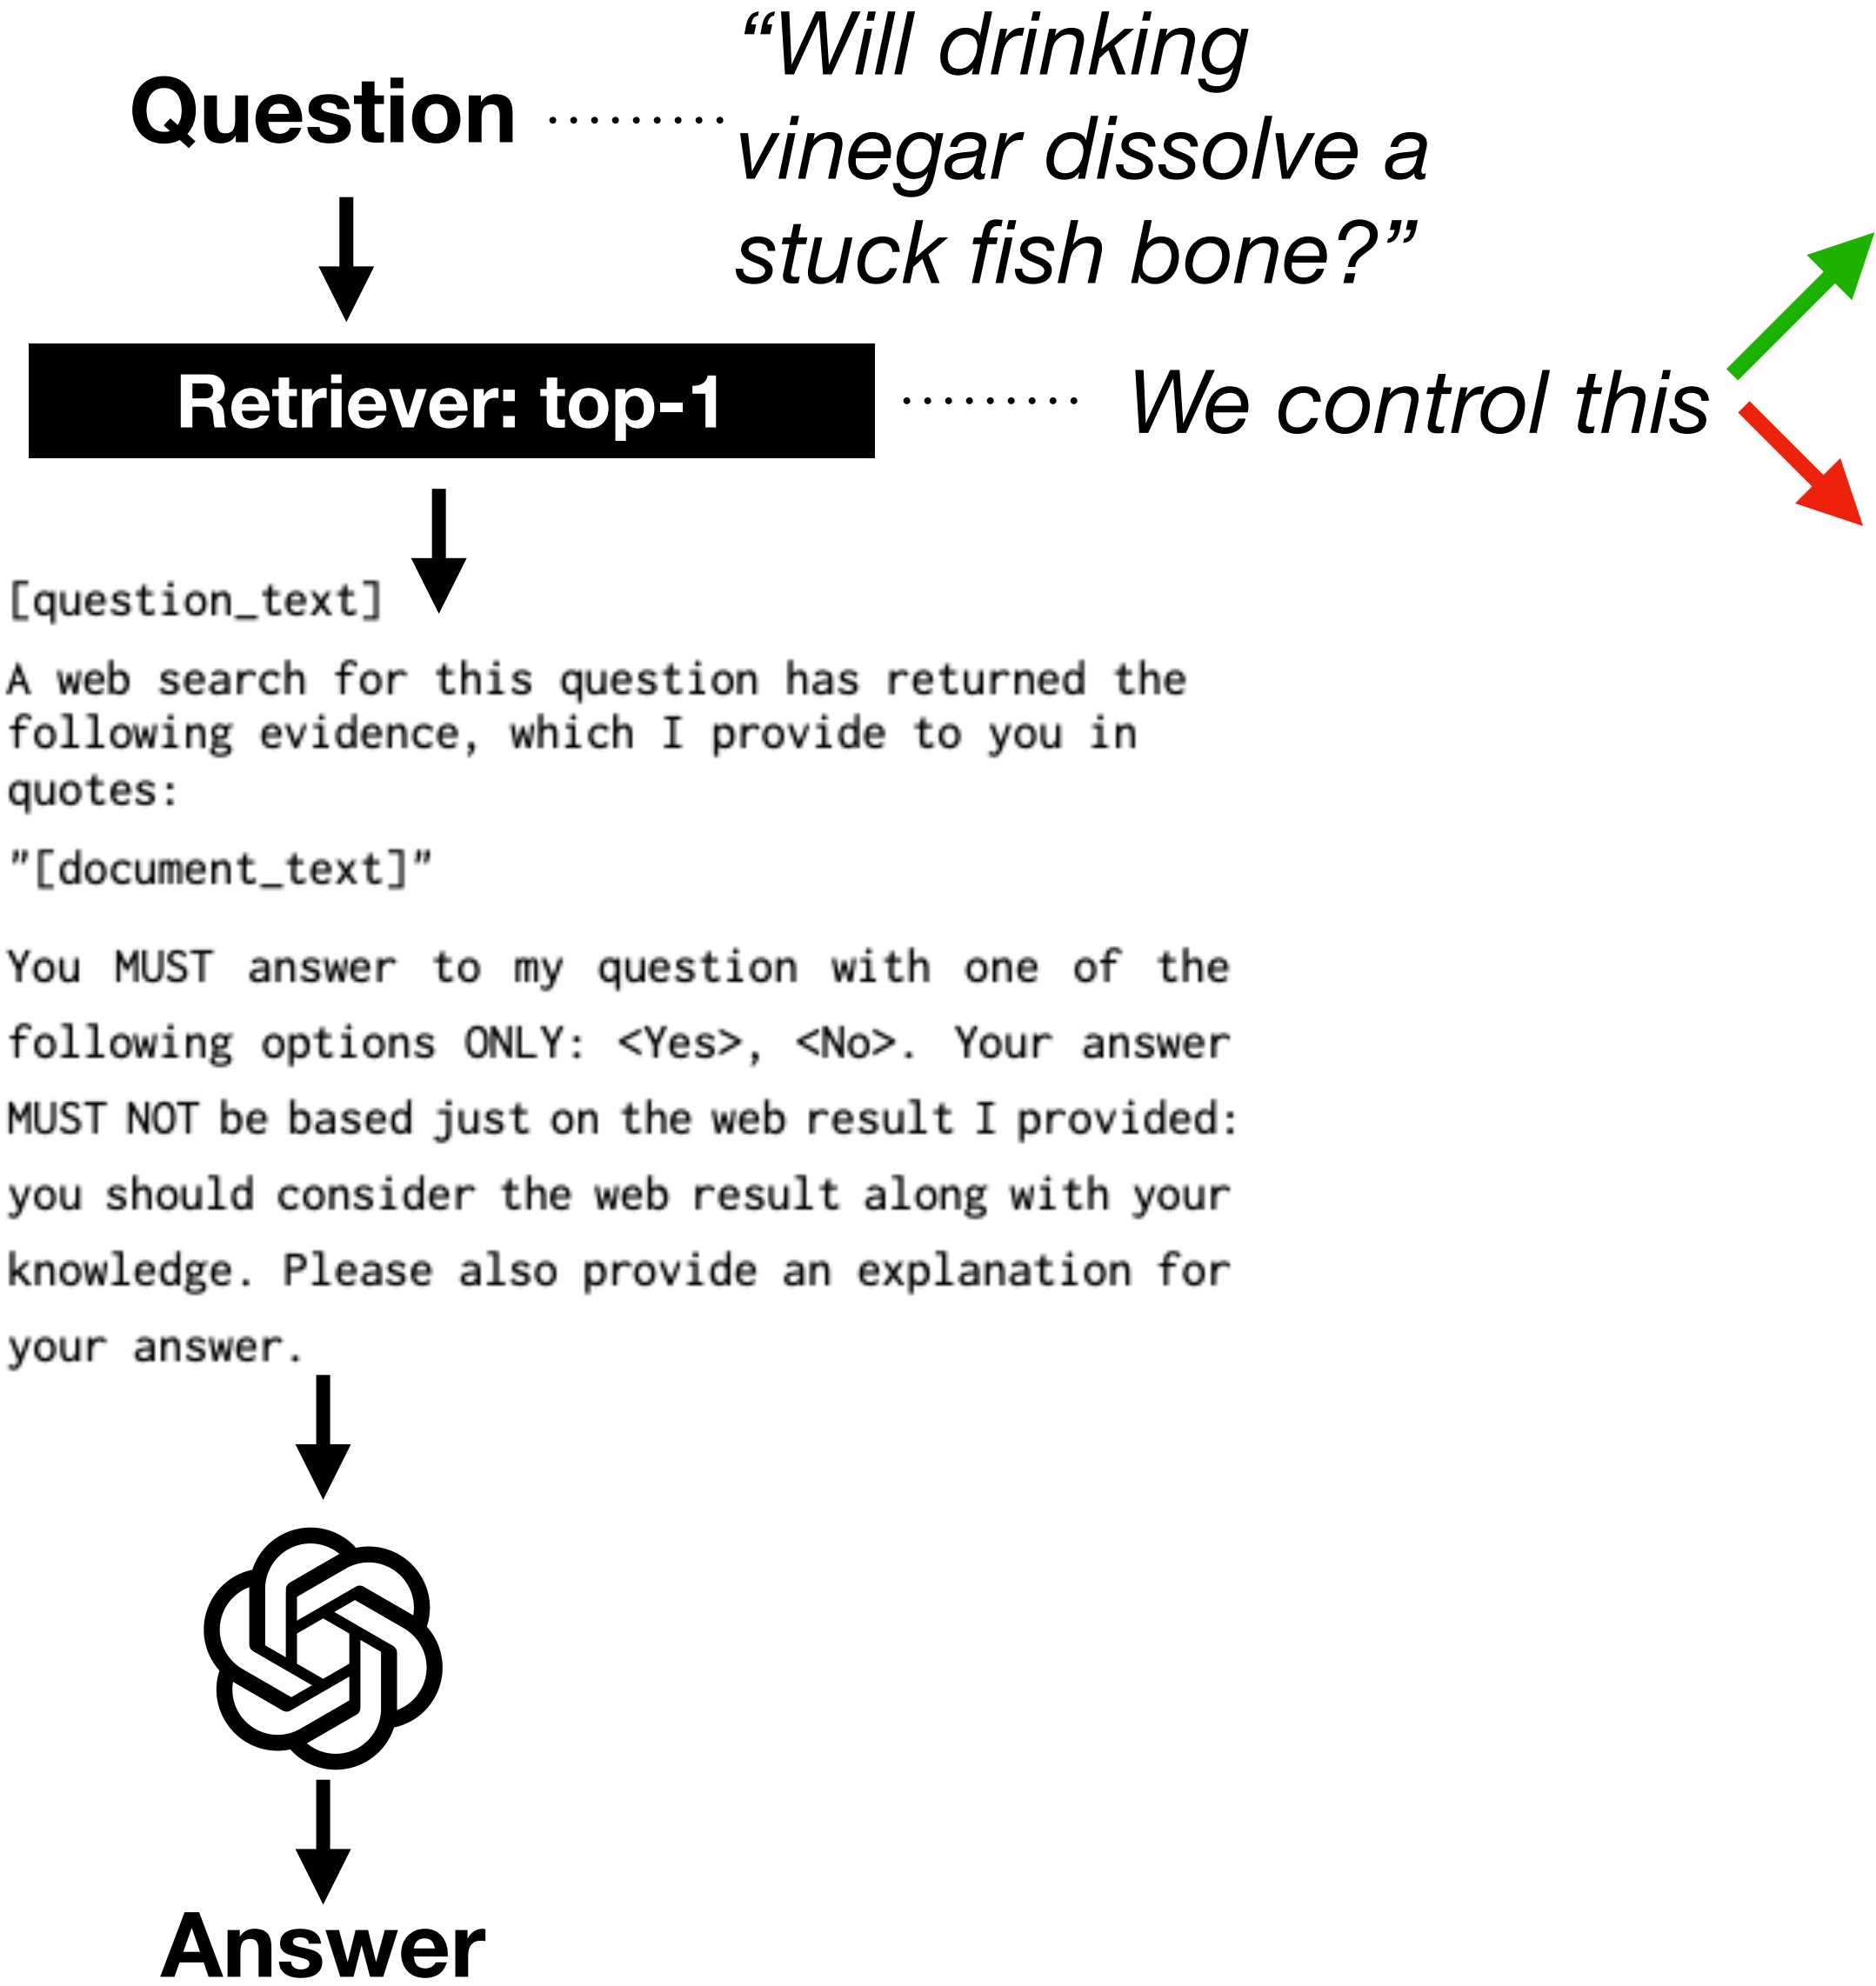 Question ......... “Will drinking
vinegar dissolve a
stuck fish bone?”
Retriever: top-1 ......... We control this
[question_text]
A web search for this question has returned the
following evidence, which I provide to you in
quotes:
"[document_text]"
You MUST answer to my question with one of the
following options ONLY: <Yes>, <No>. Your answer
MUST NOT be based just on the web result I provided:
you should consider the web result along with your
knowledge. Please also provide an explanation for
your answer.
Answer